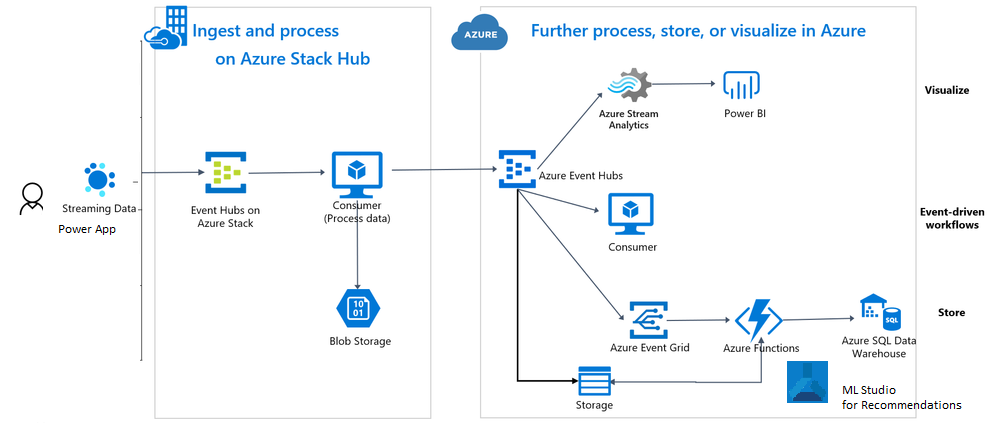 Ingest and process
on Azure Stack Hub
AZURE
Further process, store, or visualize in Azure
Azure Stream
Analytics
Power BI
Visualize
Streaming Data
Power App
Event Hubs on
Azure Stack
Consumer
(Process data)
Azure Event Hubs
Consumer
Event-driven
workflows
10
01
Blob Storage
Azure Event Grid
Azure Functions
SQL
Azure SQL Data
Warehouse
Store
Storage
ML Studio
for Recommendations